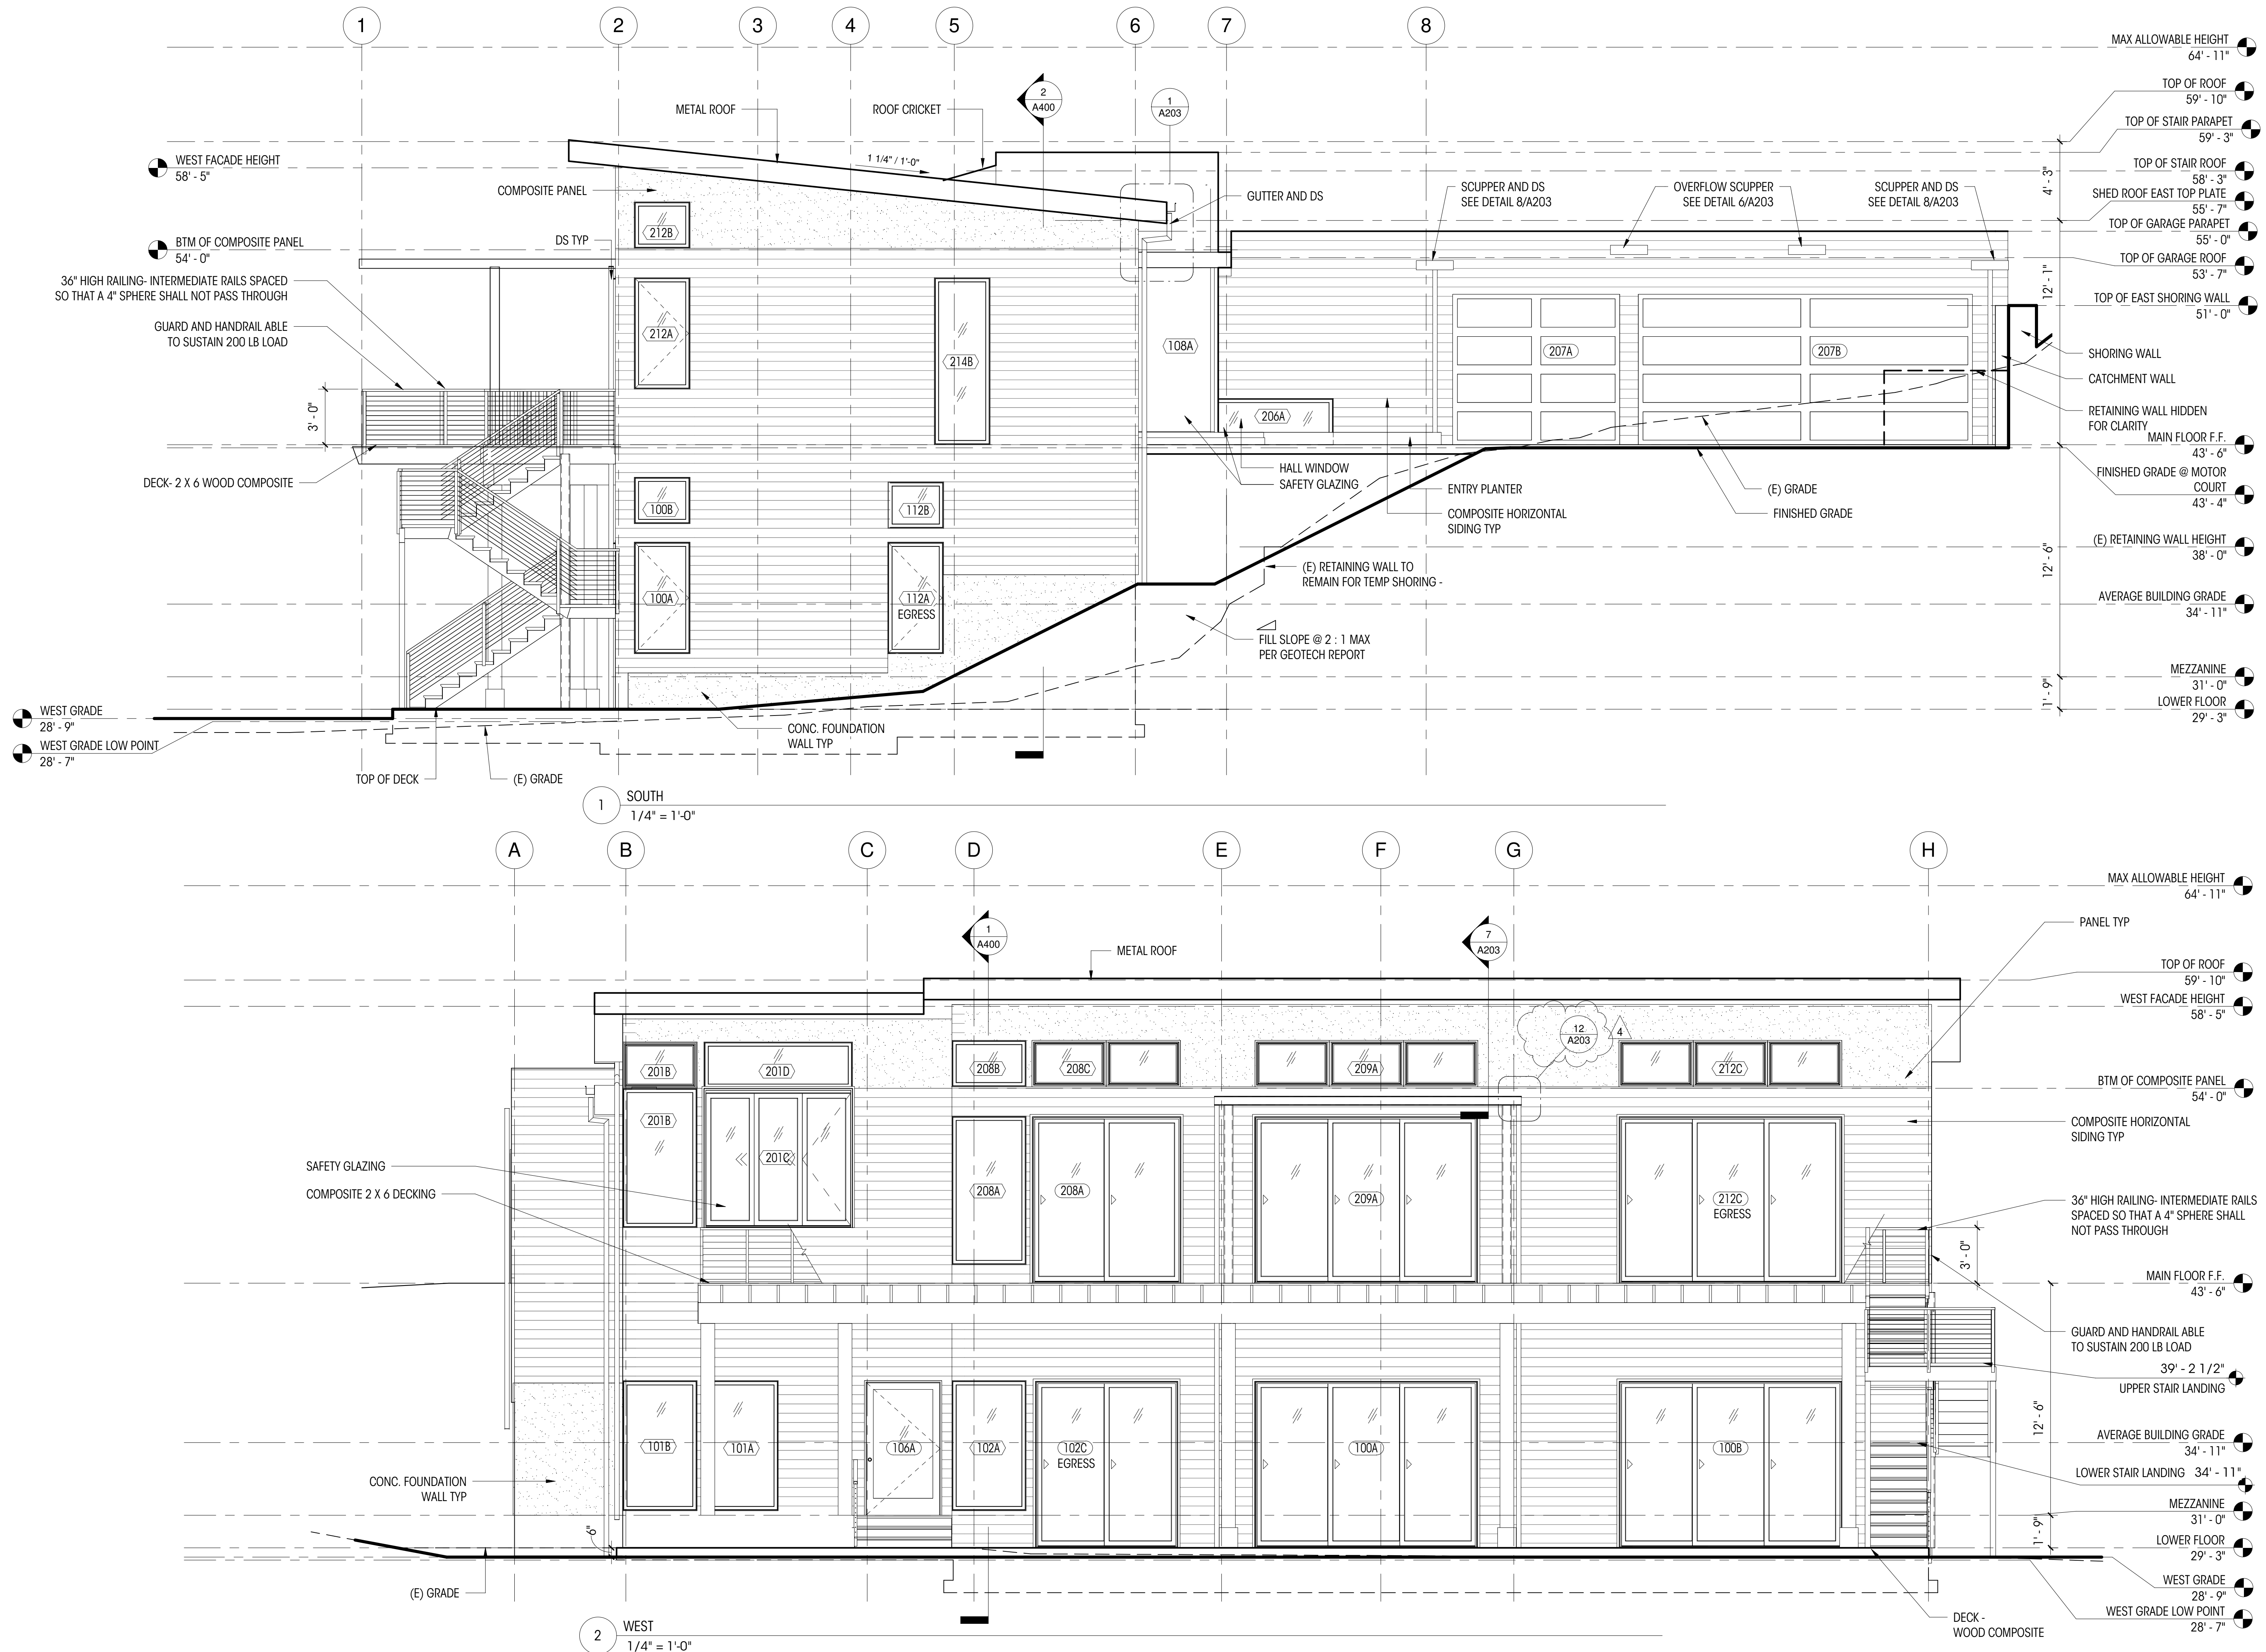 1
2
3
4
5
6
7
8
MAX ALLOWABLE HEIGHT
64' - 11"
TOP OF ROOF
59' - 10"
TOP OF STAIR PARAPET
59' - 3"
TOP OF STAIR ROOF
58' - 3"
SHED ROOF EAST TOP PLATE
55' - 7"
TOP OF GARAGE PARAPET
55' - 0"
TOP OF GARAGE ROOF
53' - 7"
TOP OF EAST SHORING WALL
51' - 0"
SHORING WALL
CATCHMENT WALL
RETAINING WALL HIDDEN
FOR CLARITY
MAIN FLOOR F.F.
43' - 6"
FINISHED GRADE @ MOTOR
COURT
43' - 4"
(E) RETAINING WALL HEIGHT
38' - 0"
AVERAGE BUILDING GRADE
34' - 11"
MEZZANINE
31' - 0"
LOWER FLOOR
29' - 3"
4' - 3"
12' - 1"
12' - 6"
1' - 9"
2
A400
1
A203
METAL ROOF
ROOF CRICKET
1 1/4" / 1'-0"
WEST FACADE HEIGHT
58' - 5"
COMPOSITE PANEL
GUTTER AND DS
SCUPPER AND DS
SEE DETAIL 8/A203
OVERFLOW SCUPPER
SEE DETAIL 6/A203
SCUPPER AND DS
SEE DETAIL 8/A203
BTM OF COMPOSITE PANEL
54' - 0"
DS TYP
36" HIGH RAILING- INTERMEDIATE RAILS SPACED
SO THAT A 4" SPHERE SHALL NOT PASS THROUGH
GUARD AND HANDRAIL ABLE
TO SUSTAIN 200 LB LOAD
3' - 0"
DECK- 2 X 6 WOOD COMPOSITE
212B
212A
214B
108A
206A
207A
207B
100B
112B
100A
112A
EGRESS
HALL WINDOW
SAFETY GLAZING
ENTRY PLANTER
COMPOSITE HORIZONTAL
SIDING TYP
(E) GRADE
FINISHED GRADE
(E) RETAINING WALL TO
REMAIN FOR TEMP SHORING -
FILL SLOPE @ 2 : 1 MAX
PER GEOTECH REPORT
WEST GRADE
28' - 9"
WEST GRADE LOW POINT
28' - 7"
CONC. FOUNDATION
WALL TYP
TOP OF DECK
(E) GRADE
1
SOUTH
1/4" = 1'-0"
A
B
C
D
E
F
G
H
MAX ALLOWABLE HEIGHT
64' - 11"
PANEL TYP
TOP OF ROOF
59' - 10"
WEST FACADE HEIGHT
58' - 5"
BTM OF COMPOSITE PANEL
54' - 0"
COMPOSITE HORIZONTAL
SIDING TYP
36" HIGH RAILING- INTERMEDIATE RAILS
SPACED SO THAT A 4" SPHERE SHALL
NOT PASS THROUGH
3' - 0"
MAIN FLOOR F.F.
43' - 6"
GUARD AND HANDRAIL ABLE
TO SUSTAIN 200 LB LOAD
39' - 2 1/2"
UPPER STAIR LANDING
12' - 6"
AVERAGE BUILDING GRADE
34' - 11"
LOWER STAIR LANDING 34' - 11"
MEZZANINE
31' - 0"
1' - 9"
LOWER FLOOR
29' - 3"
WEST GRADE
28' - 9"
WEST GRADE LOW POINT
28' - 7"
DECK -
WOOD COMPOSITE
1
A400
METAL ROOF
7
A203
12
A203
4
201B
201D
208B
208C
209A
212C
201B
201C
208A
208A
209A
212C
EGRESS
SAFETY GLAZING
COMPOSITE 2 X 6 DECKING
101B
101A
106A
102A
102C
EGRESS
100A
100B
CONC. FOUNDATION
WALL TYP
6"
(E) GRADE
2
WEST
1/4" = 1'-0"